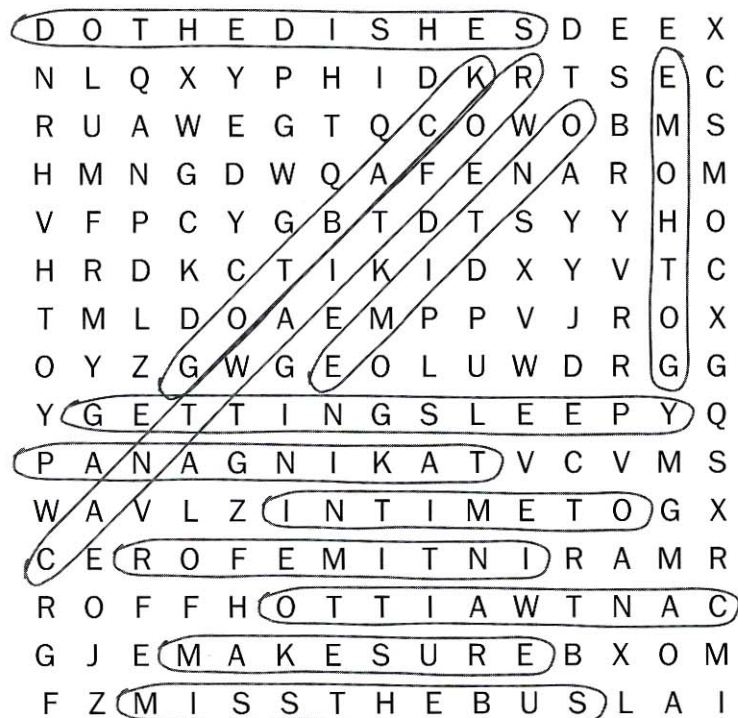 D O T H E D I S H E S D E E X
N L Q X Y P H I D K R T S E C
R U A W E G T Q C O W O B M S
H M N G D W Q A F E N A R O M
V F P C Y G B T D T S Y Y H O
H R D K C T I K I D X Y V T C
T M L D O A E M P P V J R O X
O Y Z G W G E O L U W D R G G
Y G E T T I N G S L E E P Y Q
P A N A G N I K A T V C V M S
W A V L Z I N T I M E T O G X
C E R O F E M I T N I R A M R
R O F F H O T T I A W T N A C
G J E M A K E S U R E B X O M
F Z M I S S T H E B U S L A I